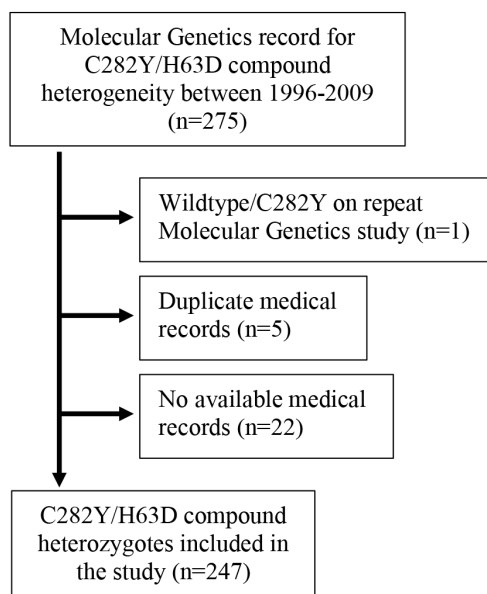 Molecular Genetics record for
C282Y/H63D compound
heterogeneity between 1996-2009
(n=275)
Wildtype/C282Y on repeat
Molecular Genetics study (n=1)
Duplicate medical
records (n=5)
No available medical
records (n=22)
C282Y/H63D compound
heterozygotes included in
the study (n=247)